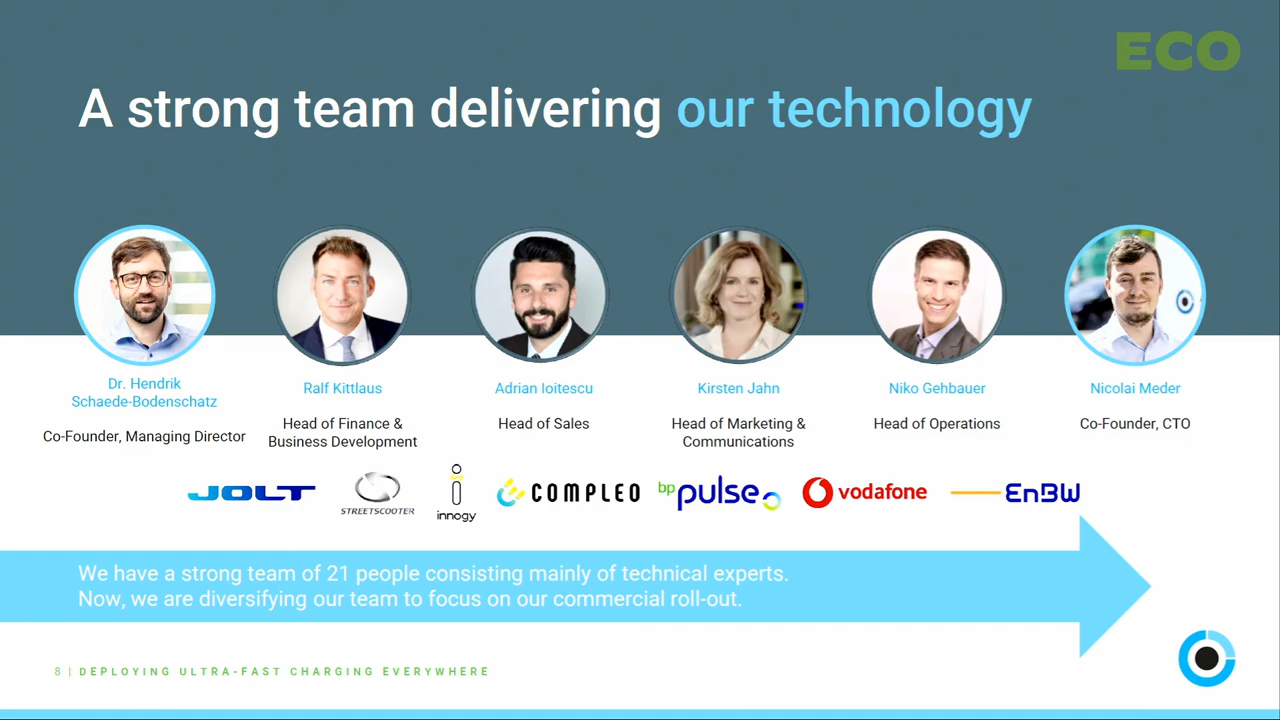 ECO
A strong team delivering our technology
Dr. Hendrik
Schaede-Bodenschatz
Co-Founder, Managing Director
Ralf Kittlaus
Head of Finance &
Business Development
Adrian Ioitescu
Head of Sales
Kirsten Jahn
Head of Marketing &
Communications
Niko Gehbauer
Head of Operations
Nicolai Meder
Co-Founder, CTO
JOLT
STREETSCOOTER
innogy
COMPLEO
bp pulse
vodafone
EnBW
We have a strong team of 21 people consisting mainly of technical experts.
Now, we are diversifying our team to focus on our commercial roll-out.
8 | DEPLOYING ULTRA-FAST CHARGING EVERYWHERE